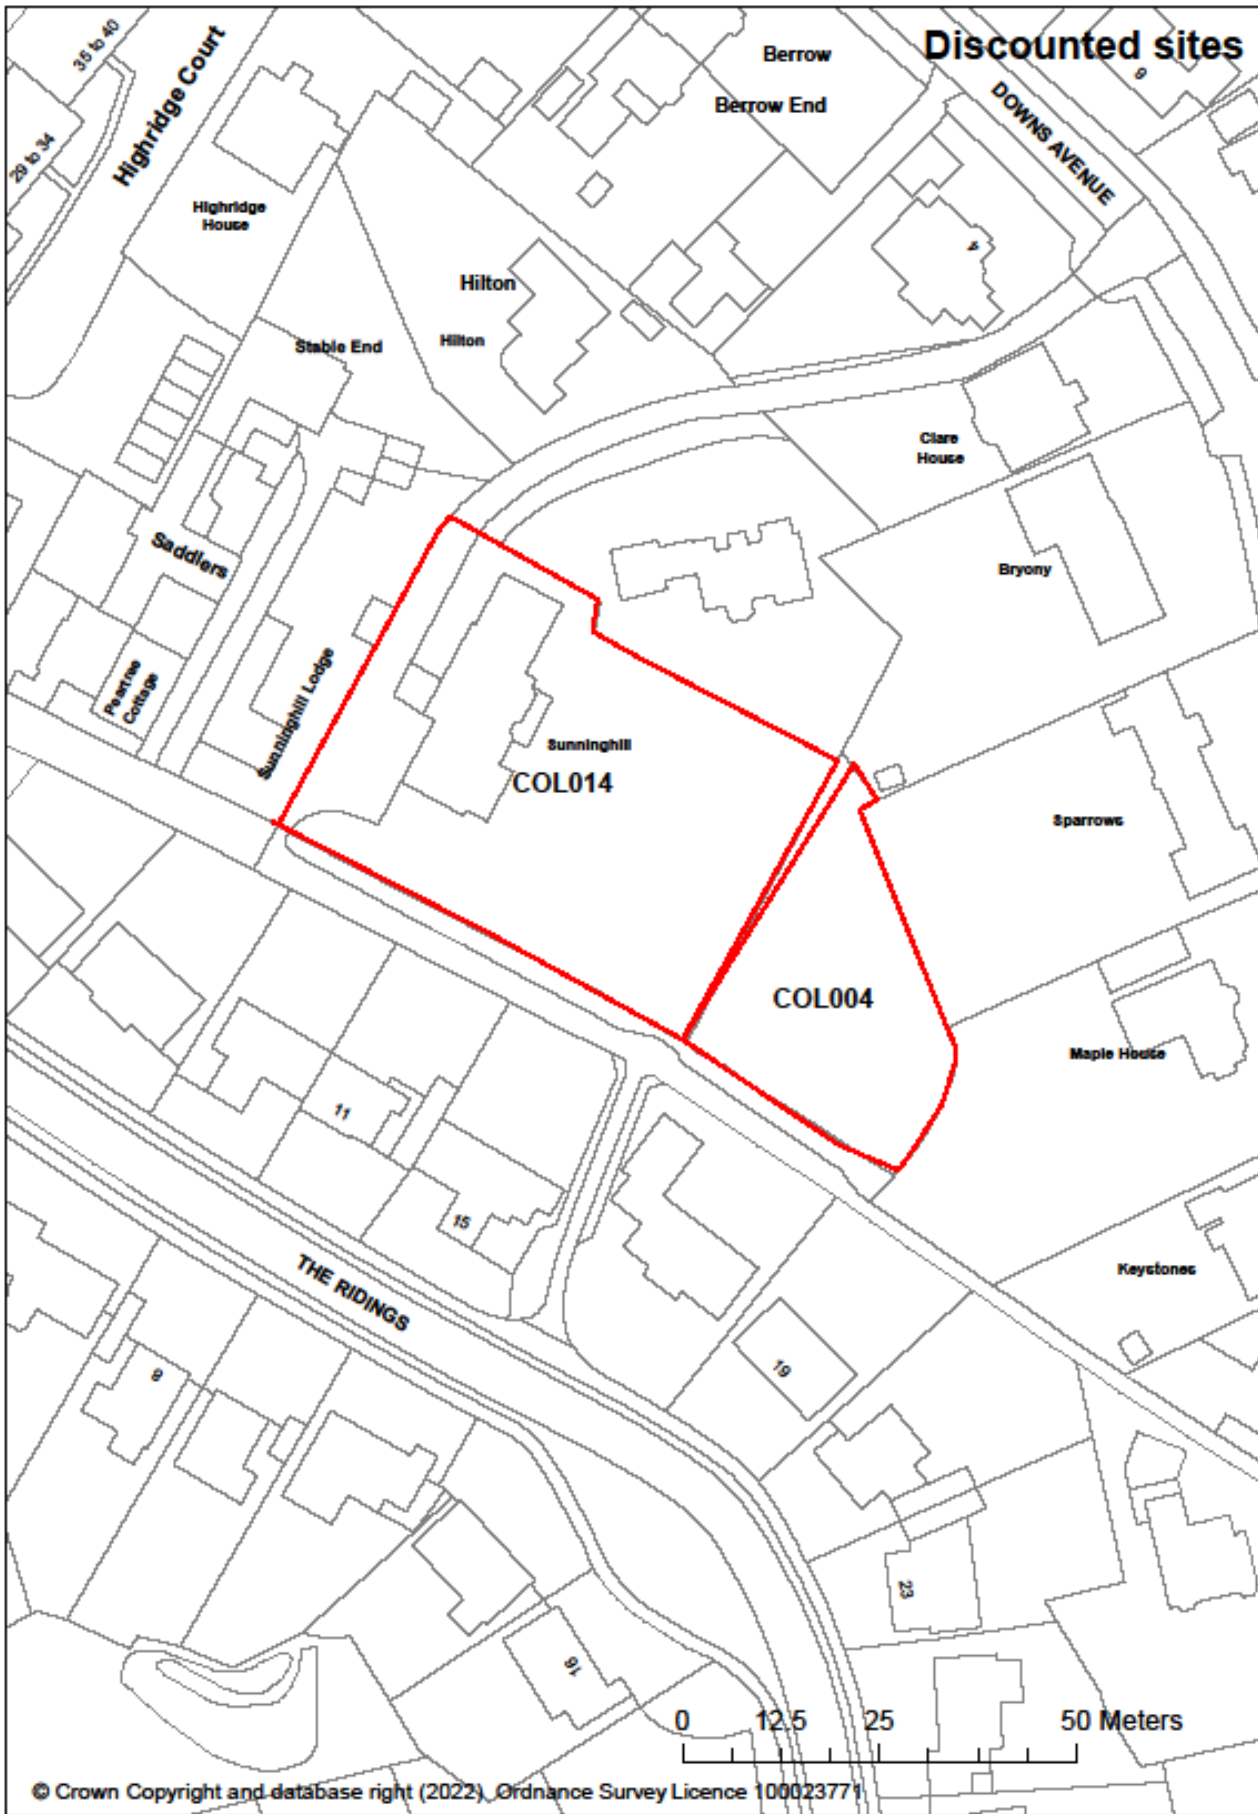 Discounted sites
35 to 40
Highridge Court
29 to 34
Berrow
Berrow End
9
DOWNS AVENUE
Highridge
House
4
Hilton
Hilton
Stable End
Clare
House
Saddlers
Bryony
Peartree
Cottage
Sunninghill Lodge
Sunninghill
COL014
Sparrows
COL004
Maple House
11
15
THE RIDINGS
Keystones
19
8
23
16
0 12.5 25 50 Meters
© Crown Copyright and database right (2022). Ordnance Survey Licence 100023771